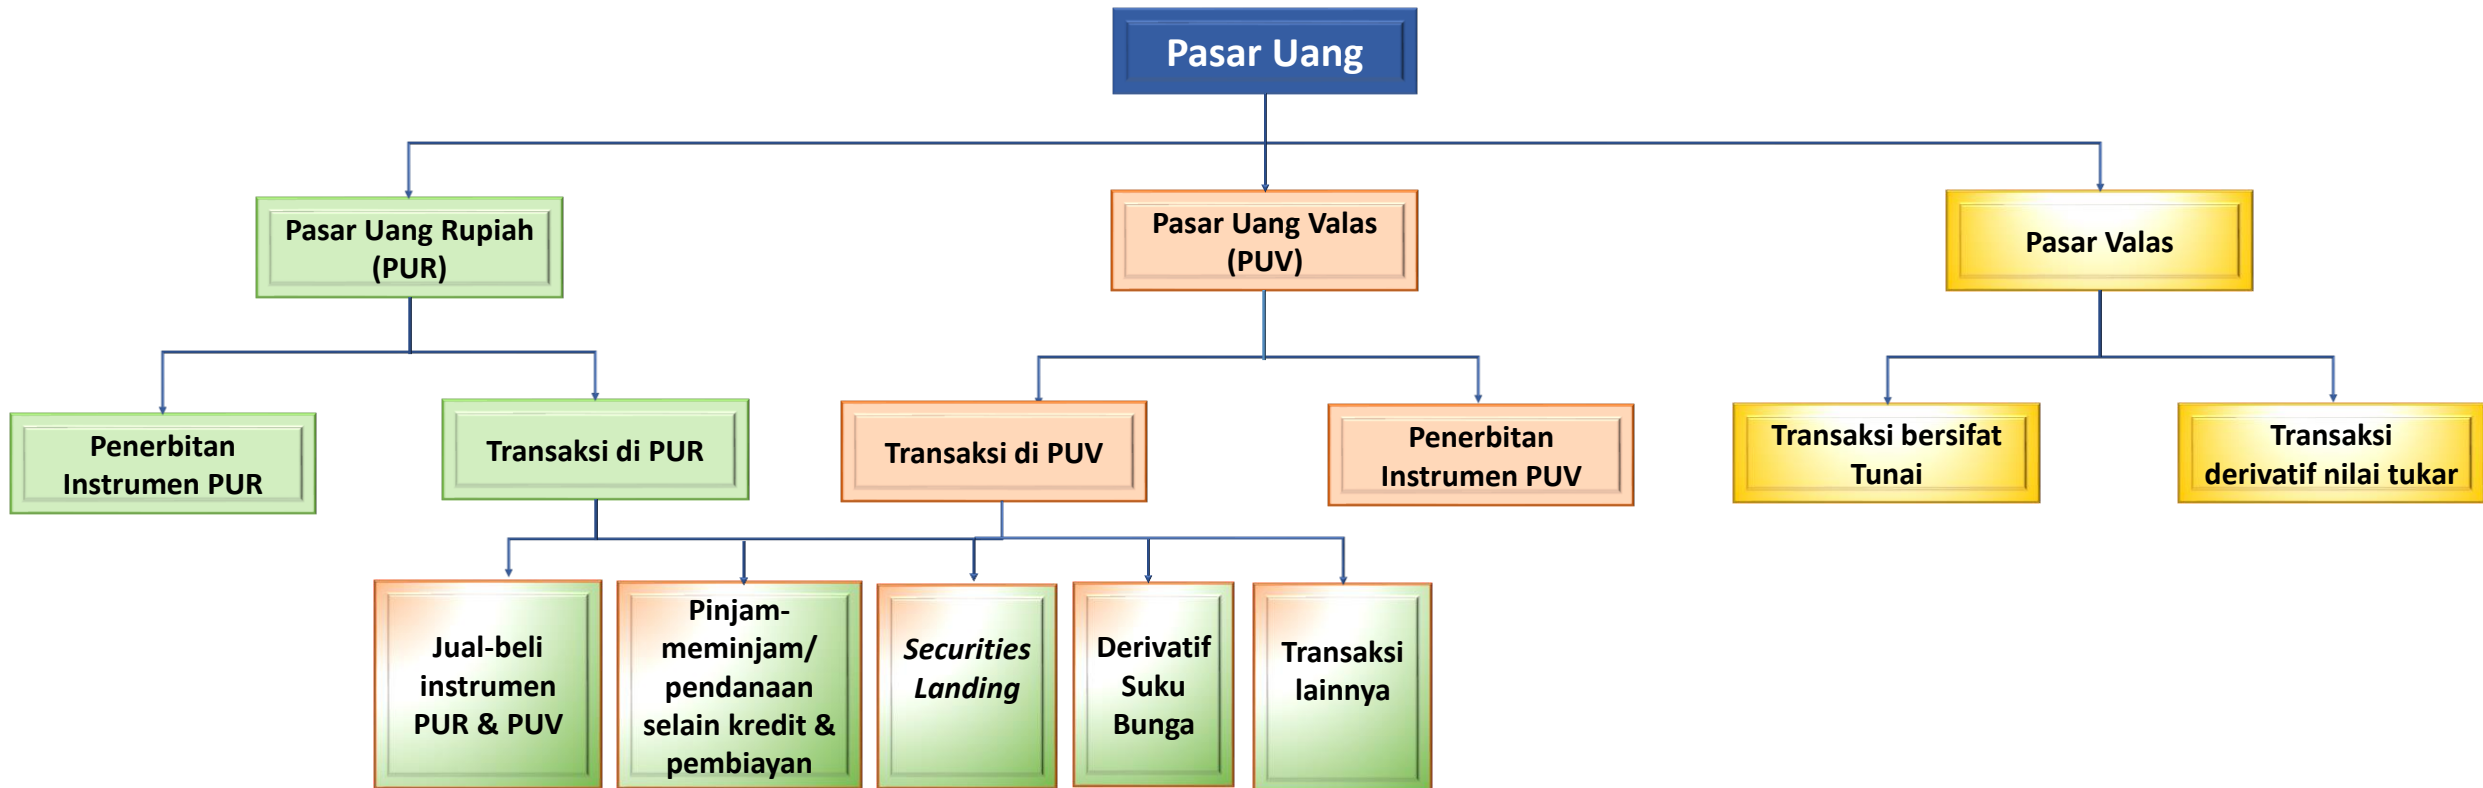 Pasar Uang
Pasar Uang Rupiah
(PUR)
Pasar Uang Valas
(PUV)
Pasar Valas
Penerbitan
Instrumen PUR
Transaksi di PUR
Transaksi di PUV
Penerbitan
Instrumen PUV
Transaksi bersifat
Tunai
Transaksi
derivatif nilai tukar
Jual-beli
instrumen
PUR & PUV
Pinjam-
meminjam/
pendanaan
selain kredit &
pembiayan
Securities
Landing
Derivatif
Suku
Bunga
Transaksi
lainnya